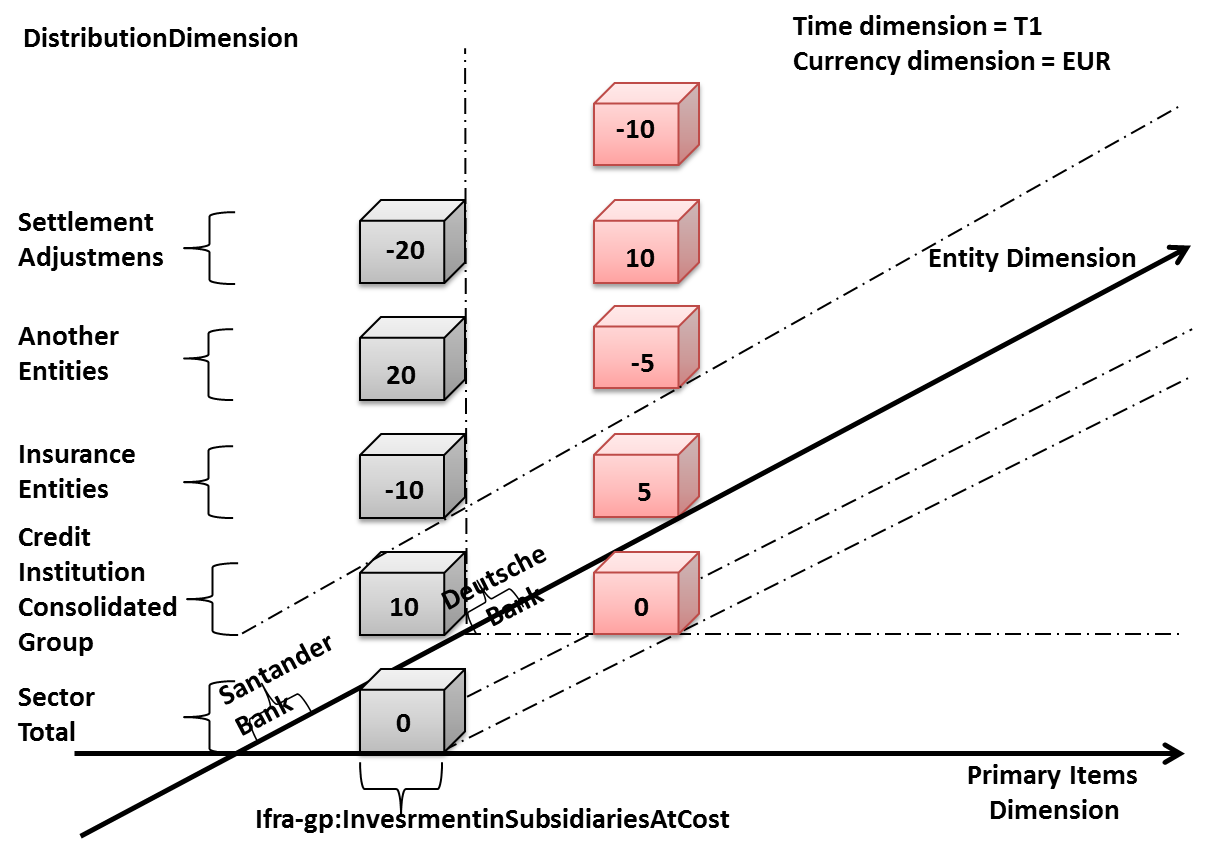 DistributionDimension
Time dimension = T1
Currency dimension = EUR
-10
Settlement
Adjustmens
-20
10
Entity Dimension
Another
Entities
20
-5
Insurance
Entities
-10
5
Credit
Institution
Consolidated
Group
10
Deutsche
Bank
0
Santander
Bank
Sector
Total
0
Primary Items
Dimension
Ifra-gp:InvesrmentinSubsidiariesAtCost